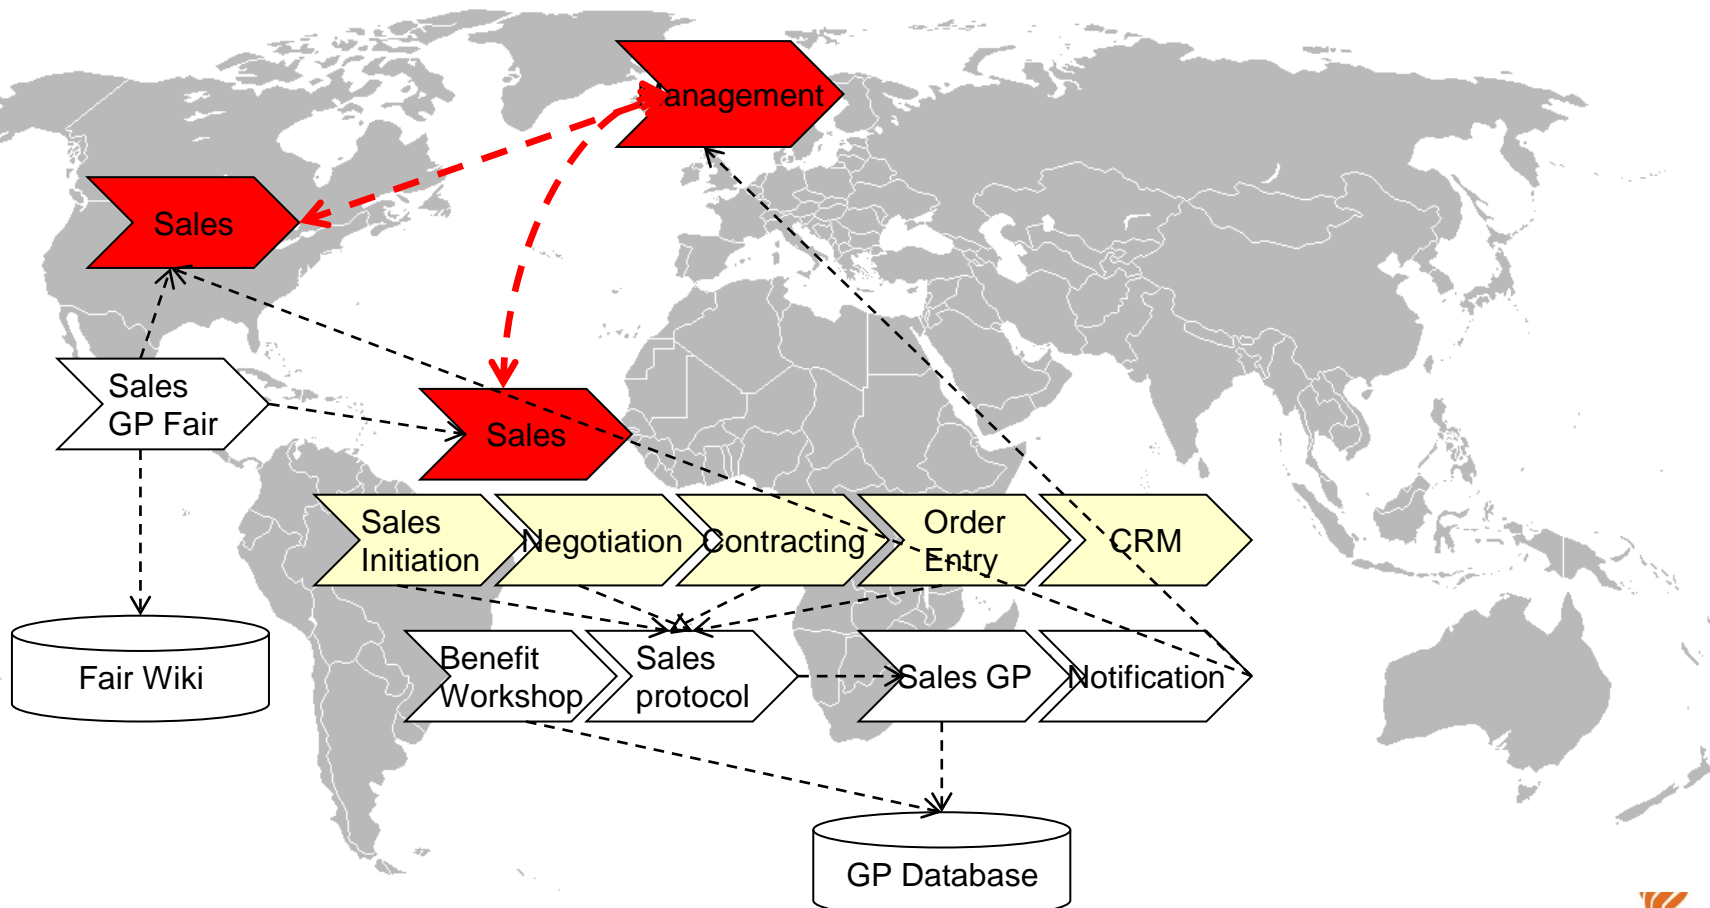 anagement
Sales
Sales
GP Fair
Sales
Sales
Initiation
Negotiation
Contracting
Order
Entry
CRM
Fair Wiki
Benefit
Workshop
Sales
protocol
Sales GP
Notification
GP Database